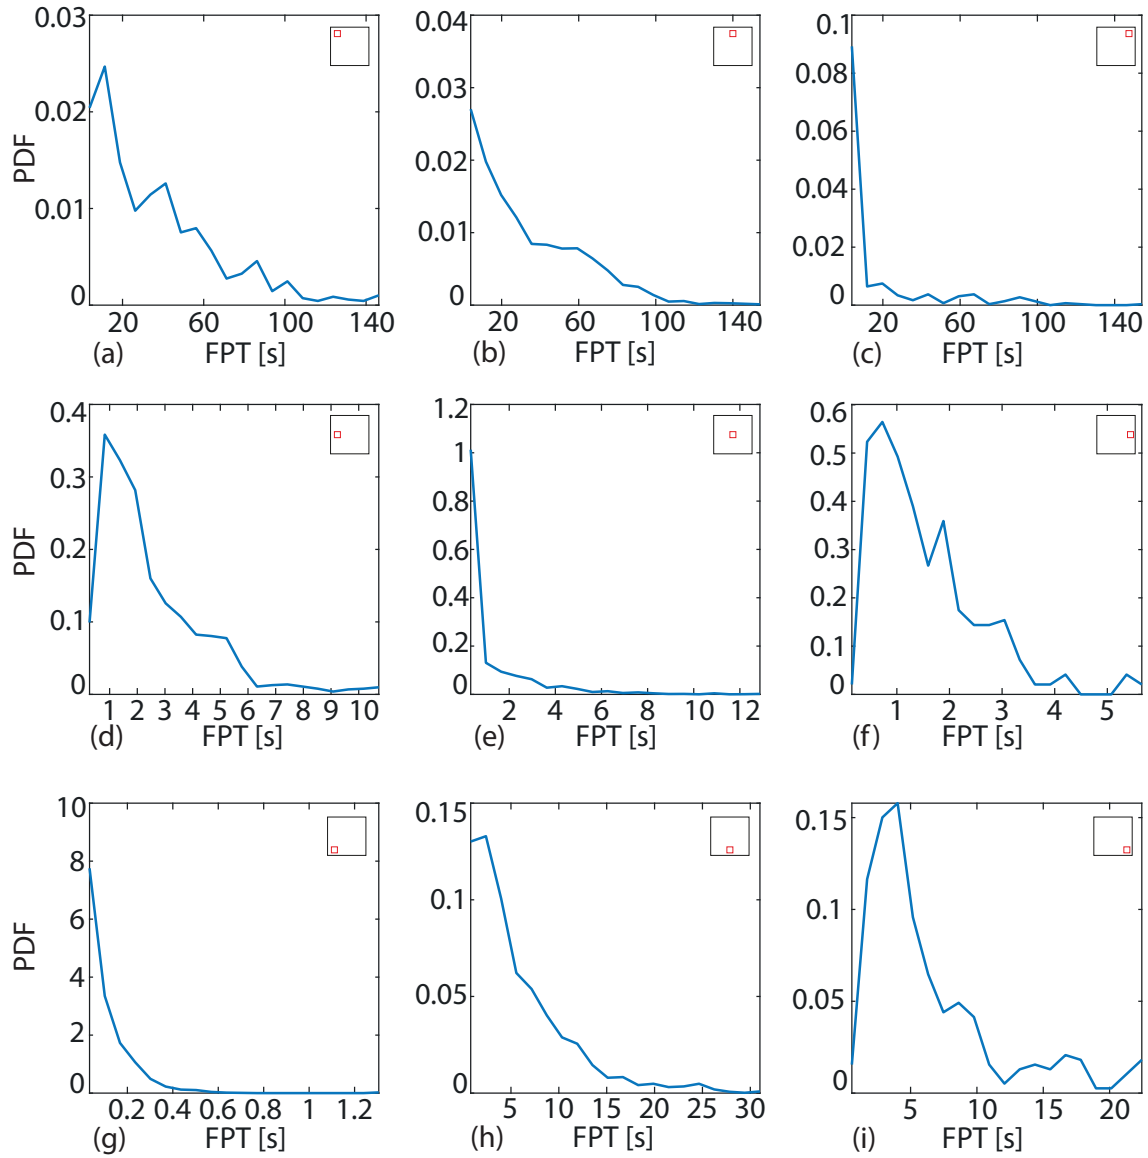 0.03
0.02
0.01
0
PDF
20 60 100 140
(a) FPT [s]
0.04
0.03
0.02
0.01
0
20 60 100 140
(b) FPT [s]
0.1
0.08
0.06
0.04
0.02
0
20 60 100 140
(c) FPT [s]
0.4
0.3
0.2
0.1
0
PDF
1 2 3 4 5 6 7 8 9 10
(d) FPT [s]
1.2
1
0.8
0.6
0.4
0.2
0
2 4 6 8 10 12
(e) FPT [s]
0.6
0.5
0.4
0.3
0.2
0.1
0
1 2 3 4 5
(f) FPT [s]
10
8
6
4
2
0
PDF
0.2 0.4 0.6 0.8 1 1.2
(g) FPT [s]
0.15
0.1
0.05
0
5 10 15 20 25 30
(h) FPT [s]
0.15
0.1
0.05
0
5 10 15 20
(i) FPT [s]